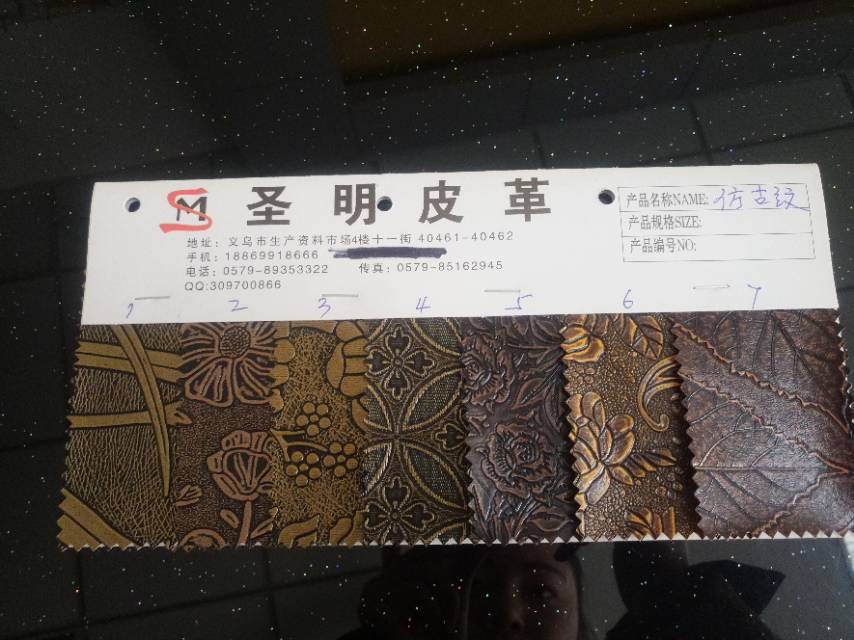 SM 圣明皮革
地址：义乌市生产资料市场4楼十一街 40461-40462
手机：18869918666
电话：0579-89353322 传真：0579-85162945
QQ:309700866
产品名称NAME: 仿古纹
产品规格SIZE:
产品编号NO:
1 2 3 4 5 6 7